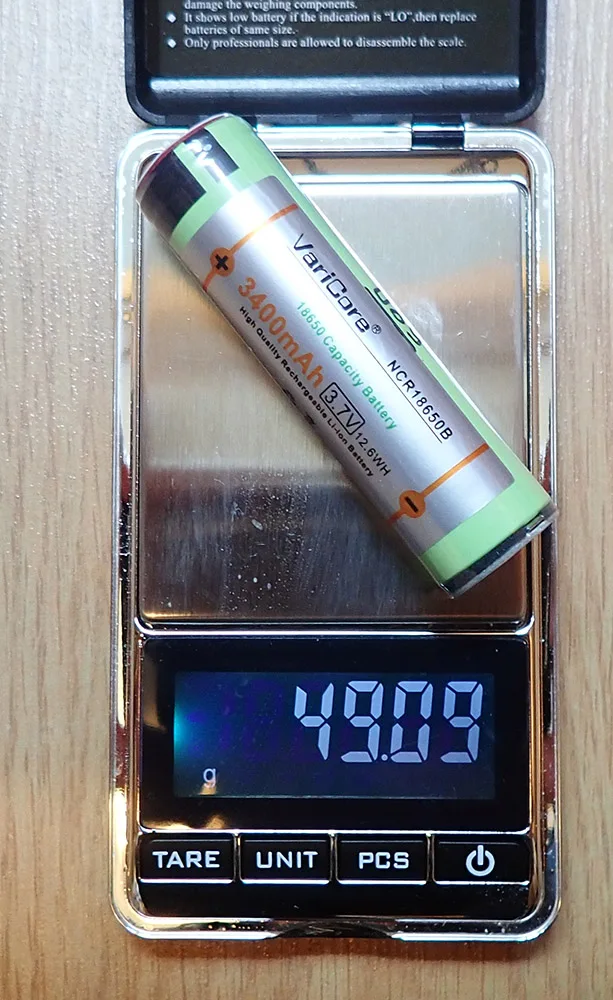 damage the weighing components.
◆ It shows low battery if the indication is “LO”,then replace
batteries of same size.
◆ Only professionals are allowed to disassemble the scale.
+
VariCore®
NCR18650B
18650 Capacity Battery
3400mAh
3.7V 12.6WH
High Quality Rechargeable Li-Ion Battery
-
49.09
g
TARE
UNIT
PCS